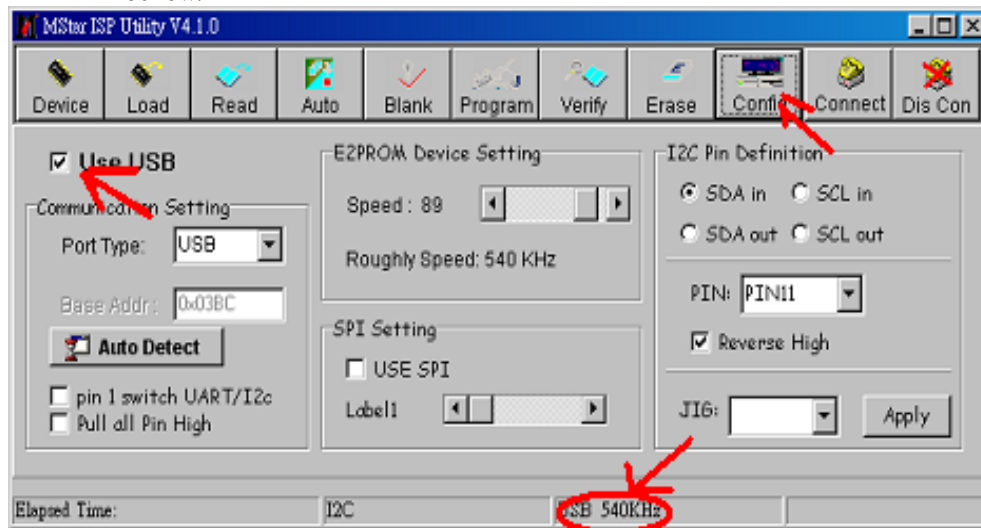 MStar ISP Utility V4.1.0
Device Load Read Auto Blank Program Verify Erase Config Connect Dis Con
Use USB
Communication Setting
Port Type: USB
Base Addr: 0x03BC
Auto Detect
pin 1 switch UART/I2c
Pull all Pin High
E2PROM Device Setting
Speed : 89
Roughly Speed: 540 KHz
SPI Setting
USE SPI
Label1
I2C Pin Definition
SDA in SCL in
SDA out SCL out
PIN: PIN11
Reverse High
JIG: Apply
Elapsed Time: I2C USB 540KHz